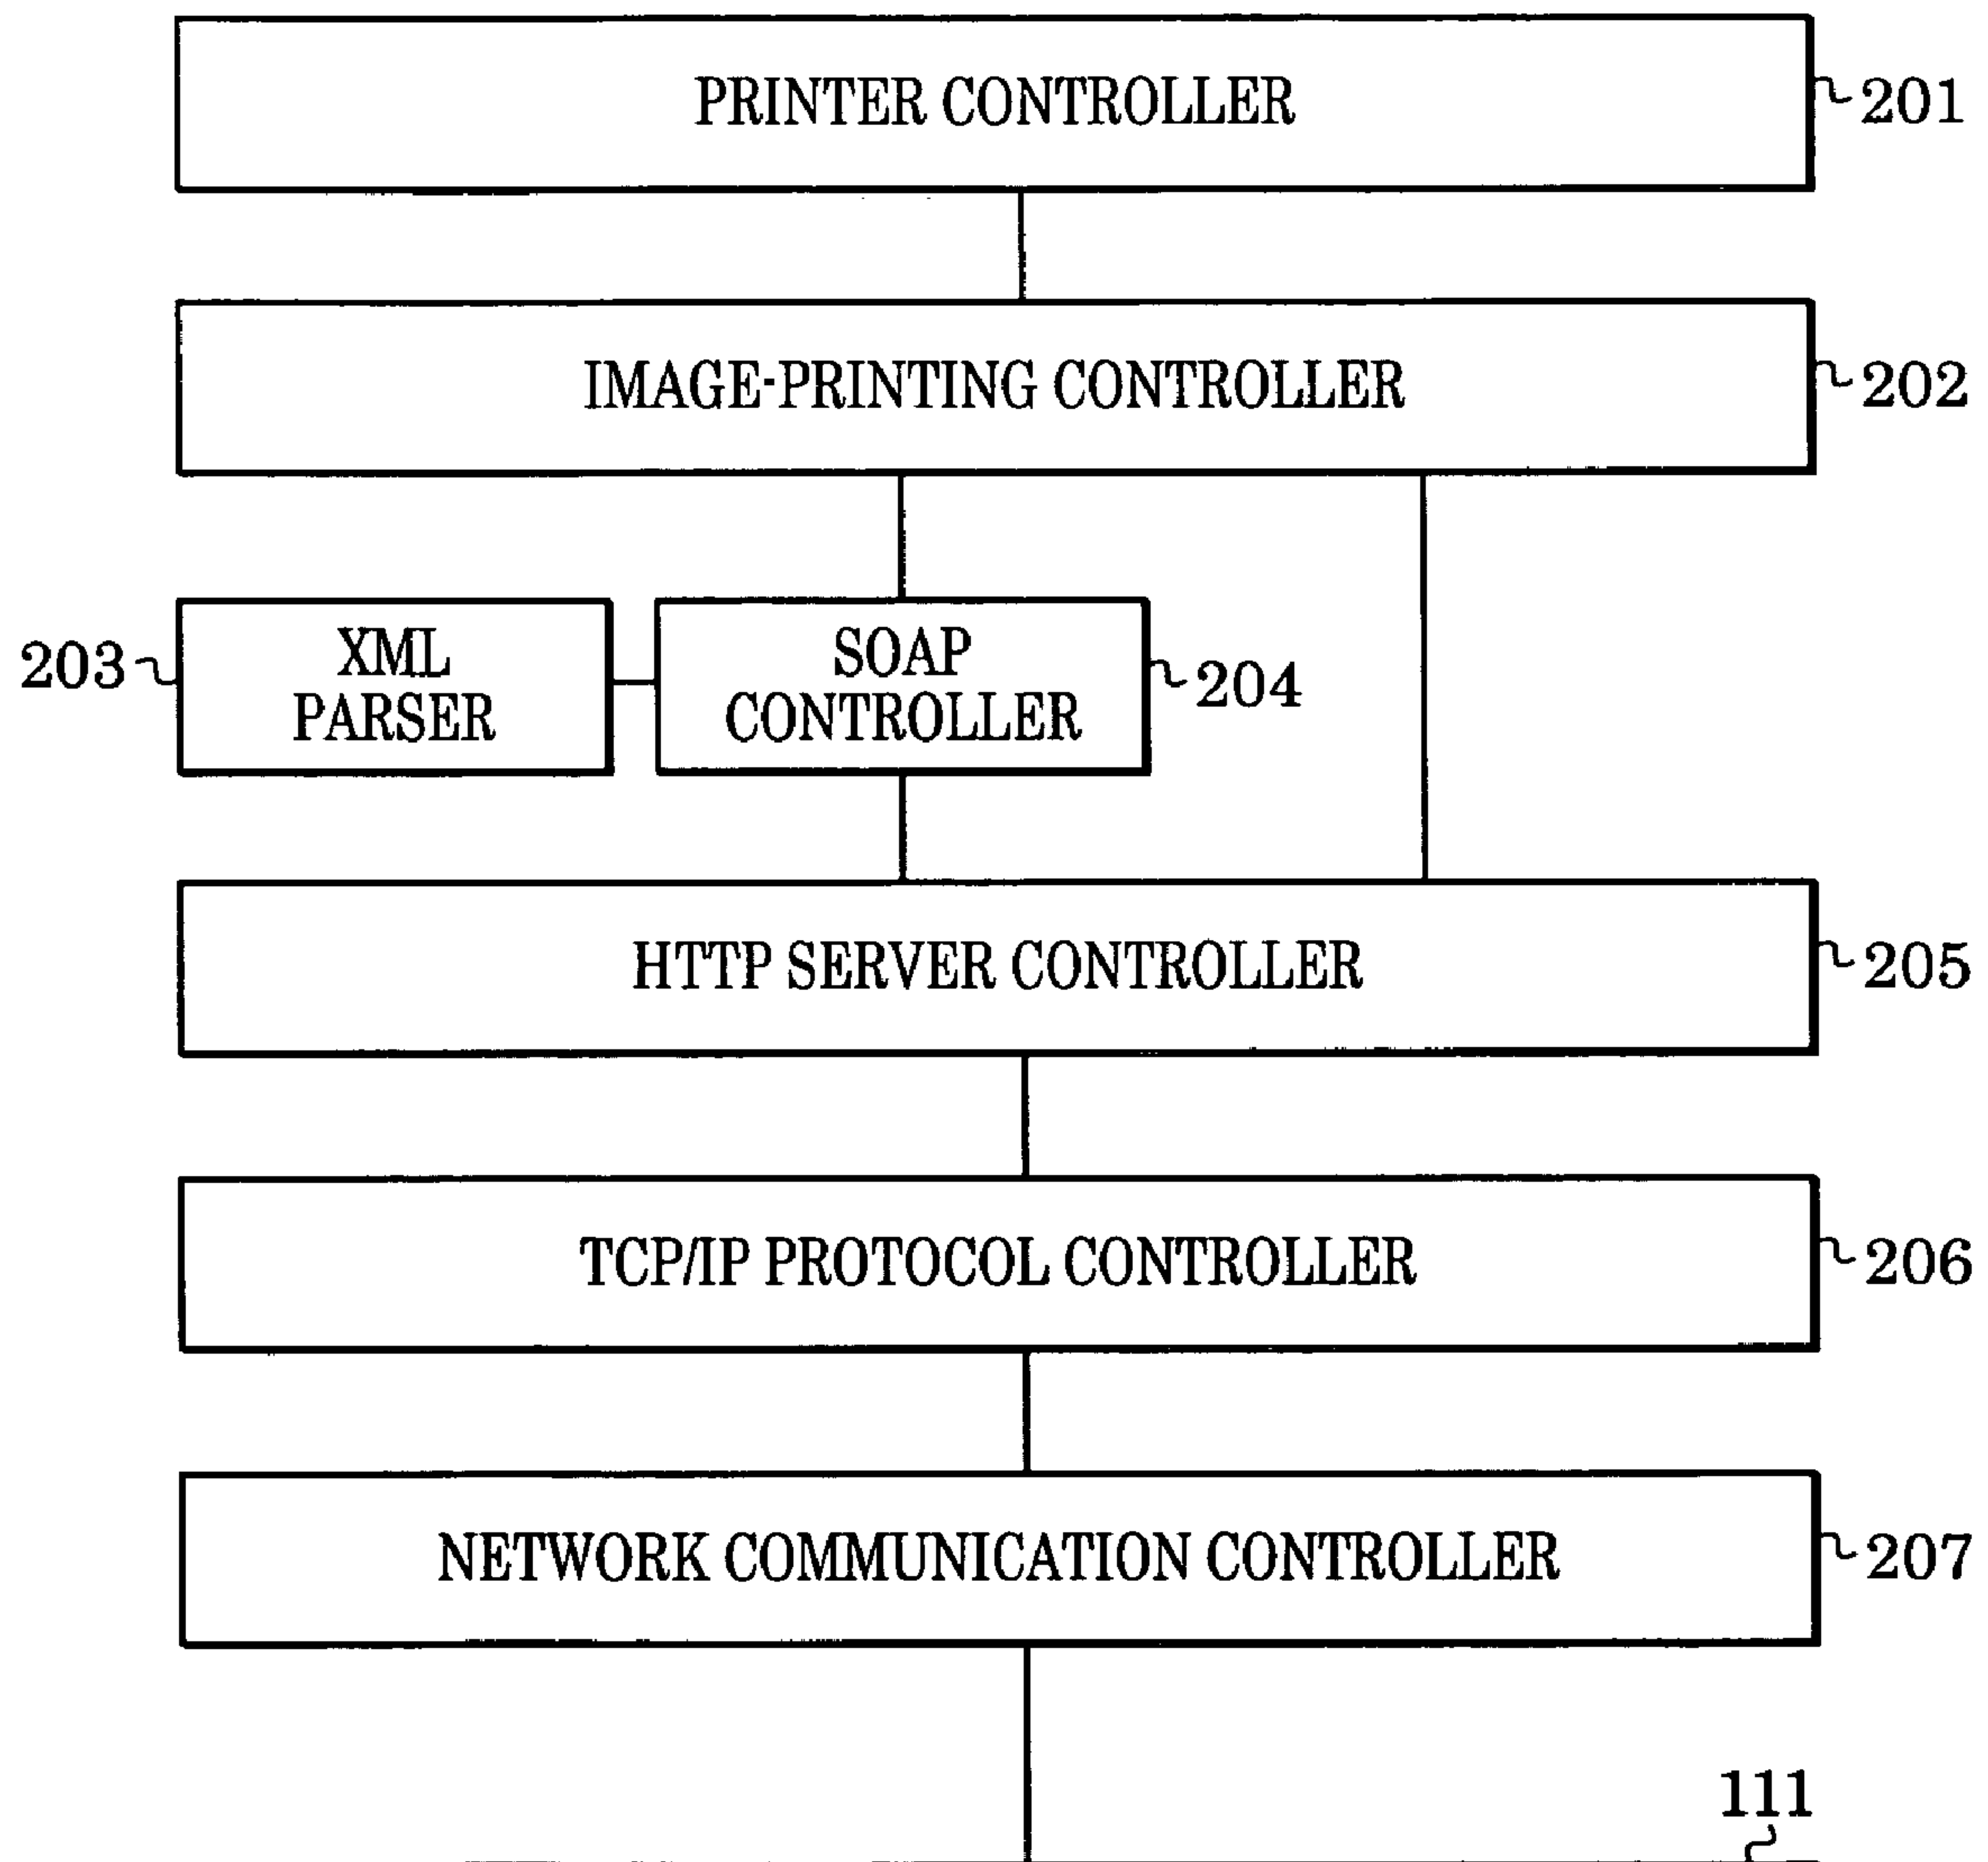 PRINTER CONTROLLER
201
IMAGE-PRINTING CONTROLLER
202
203
XML
PARSER
SOAP
CONTROLLER
204
HTTP SERVER CONTROLLER
205
TCP/IP PROTOCOL CONTROLLER
206
NETWORK COMMUNICATION CONTROLLER
207
111